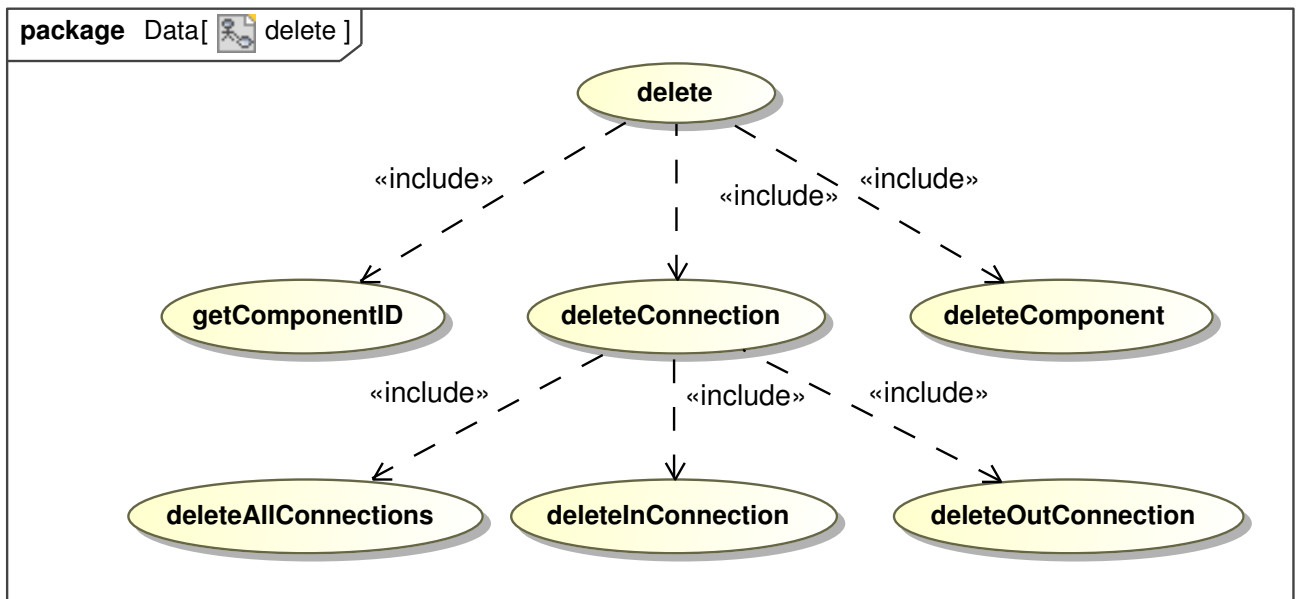 package Data[ delete ]
delete
«include»
«include»
«include»
getComponentID
deleteConnection
deleteComponent
«include»
«include»
«include»
deleteAllConnections
deleteInConnection
deleteOutConnection